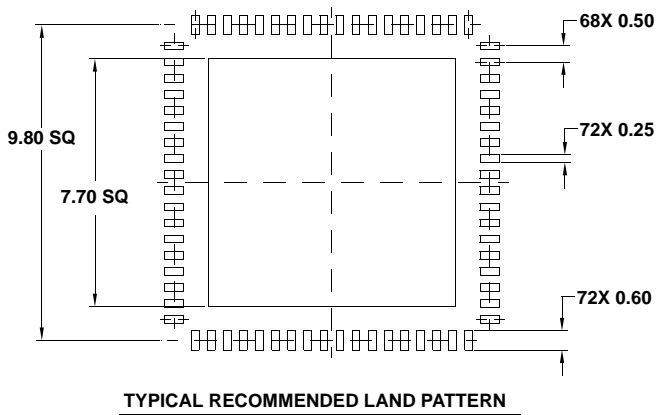 68X 0.50
9.80 SQ
72X 0.25
7.70 SQ
72X 0.60
TYPICAL RECOMMENDED LAND PATTERN